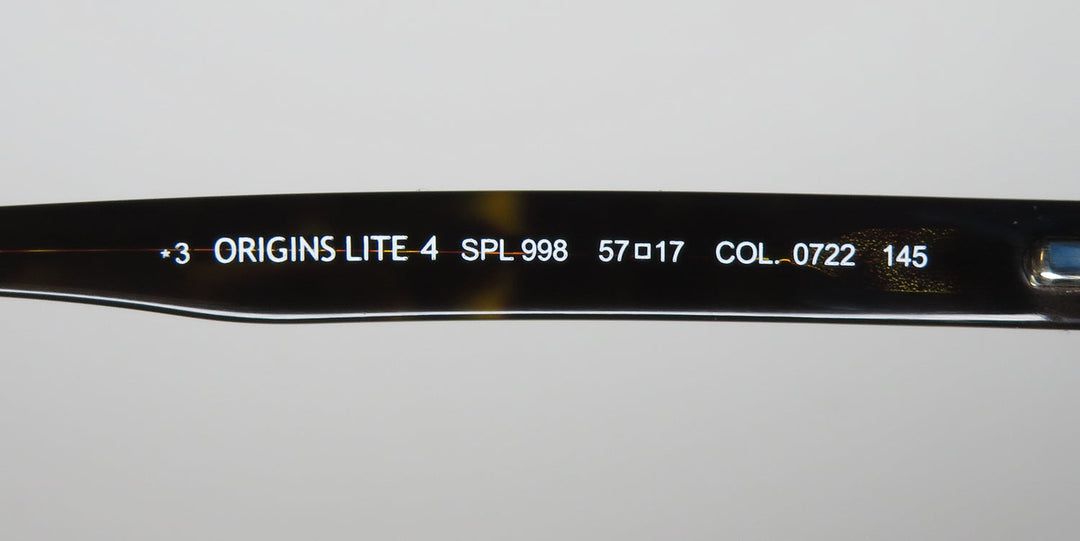 *3 ORIGINS LITE 4 SPL 998 57□17 COL. 0722 145